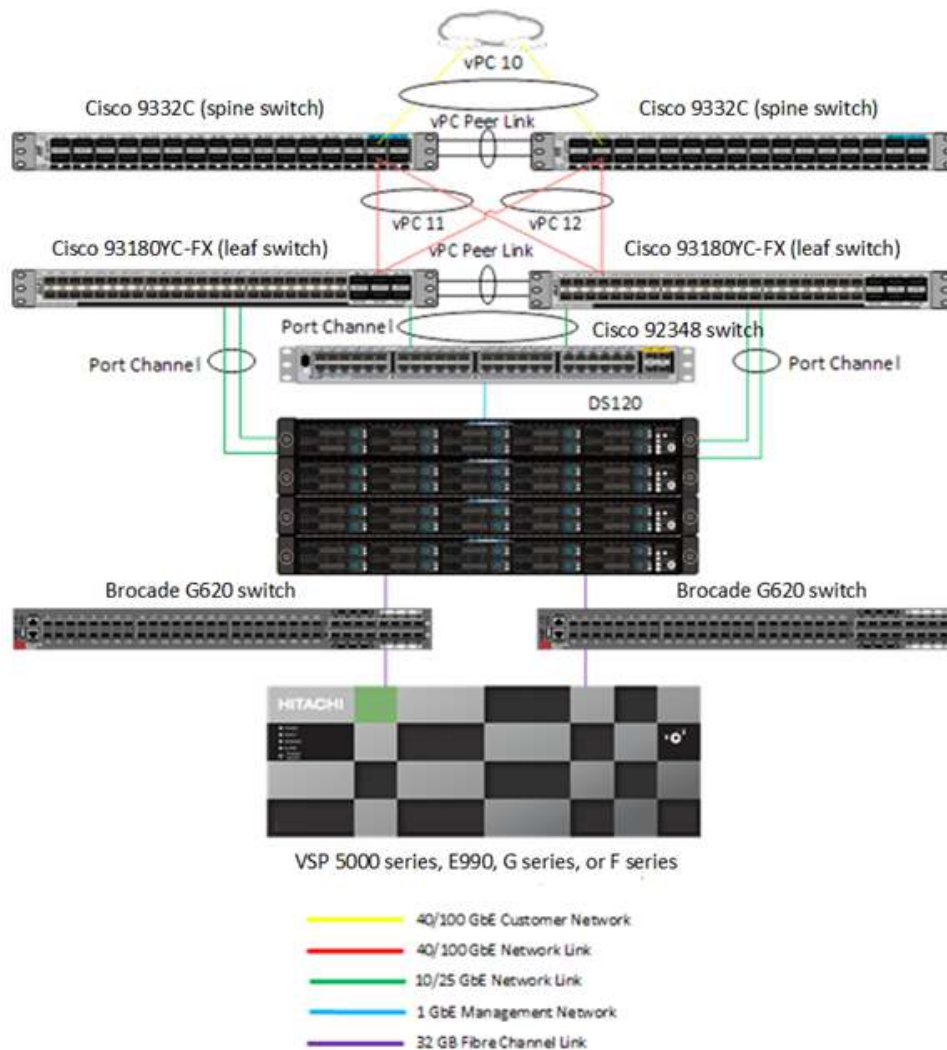 vPC 10
Cisco 9332C (spine switch)
Cisco 9332C (spine switch)
vPC Peer Link
vPC 11
vPC 12
Cisco 93180YC-FX (leaf switch)
vPC Peer Link
Cisco 93180YC-FX (leaf switch)
Port Channel
Cisco 92348 switch
Port Channel
Port Channel
DS120
Brocade G620 switch
Brocade G620 switch
HITACHI
VSP 5000 series, E990, G series, or F series
40/100 GbE Customer Network
40/100 GbE Network Link
10/25 GbE Network Link
1 GbE Management Network
32 GB Fibre Channel Link